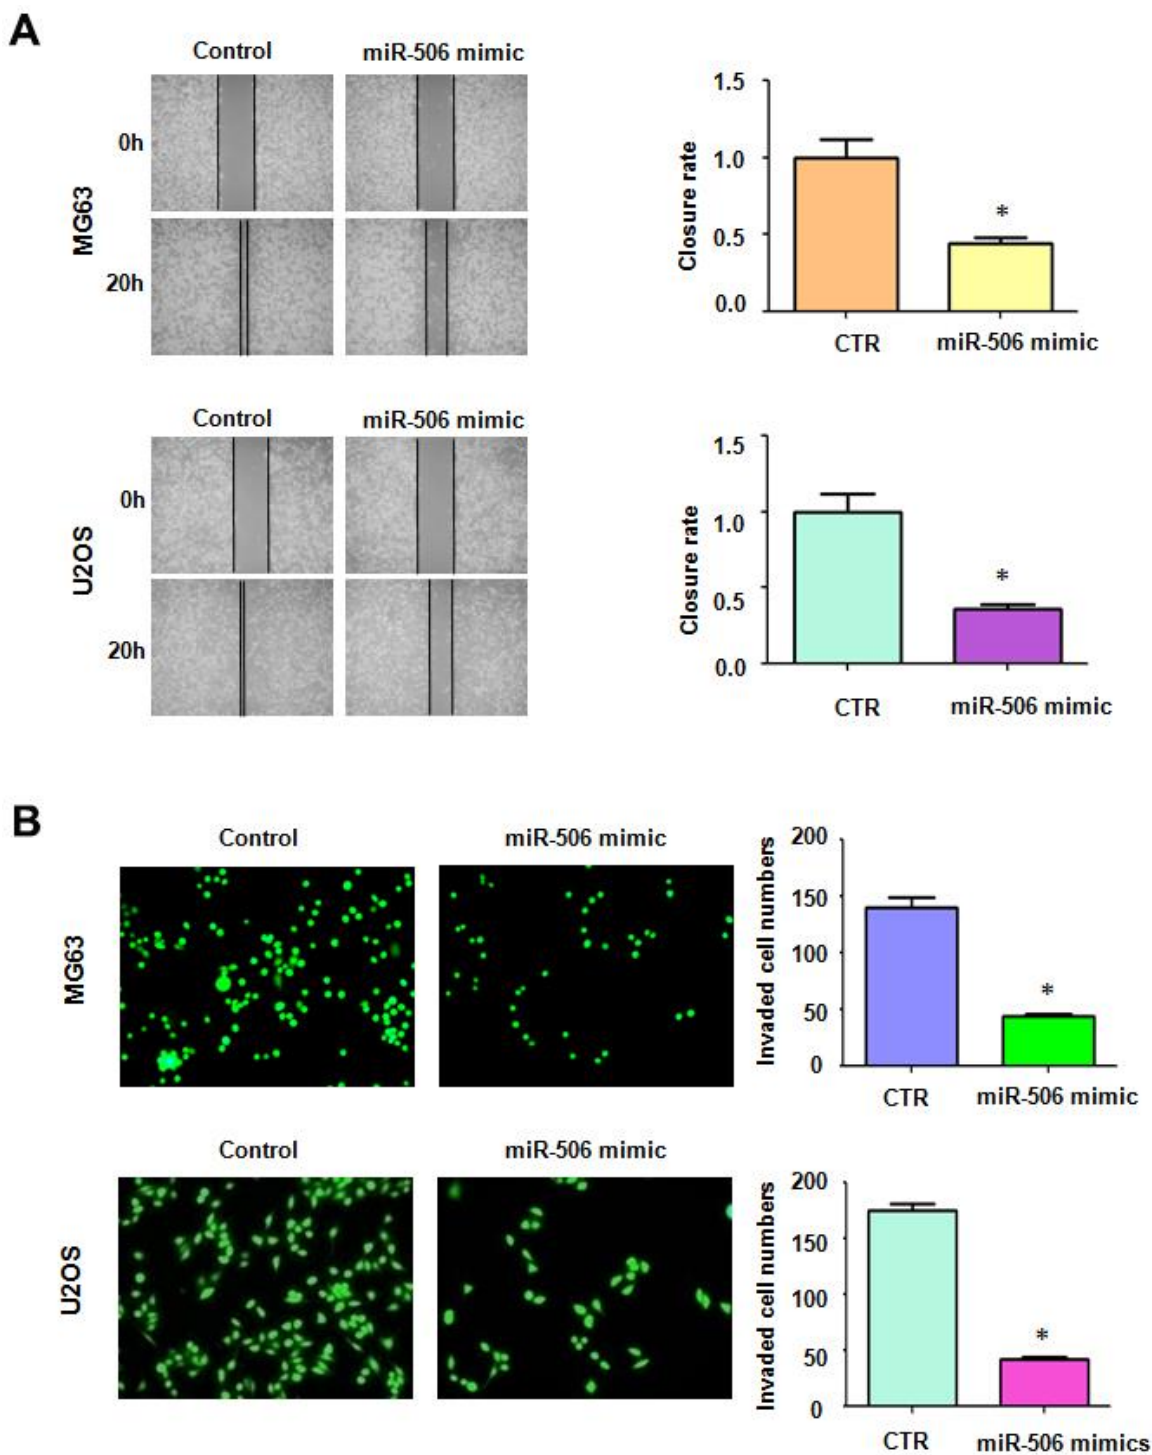 A
Control miR-506 mimic
0h
MG63
20h
1.5
1.0
0.5
0.0
Closure rate
*
CTR miR-506 mimic
Control miR-506 mimic
0h
U2OS
20h
1.5
1.0
0.5
0.0
Closure rate
*
CTR miR-506 mimic
B
Control miR-506 mimic
MG63
200
150
100
50
0
Invaded cell numbers
*
CTR miR-506 mimic
Control miR-506 mimic
U2OS
200
150
100
50
0
Invaded cell numbers
*
CTR miR-506 mimics